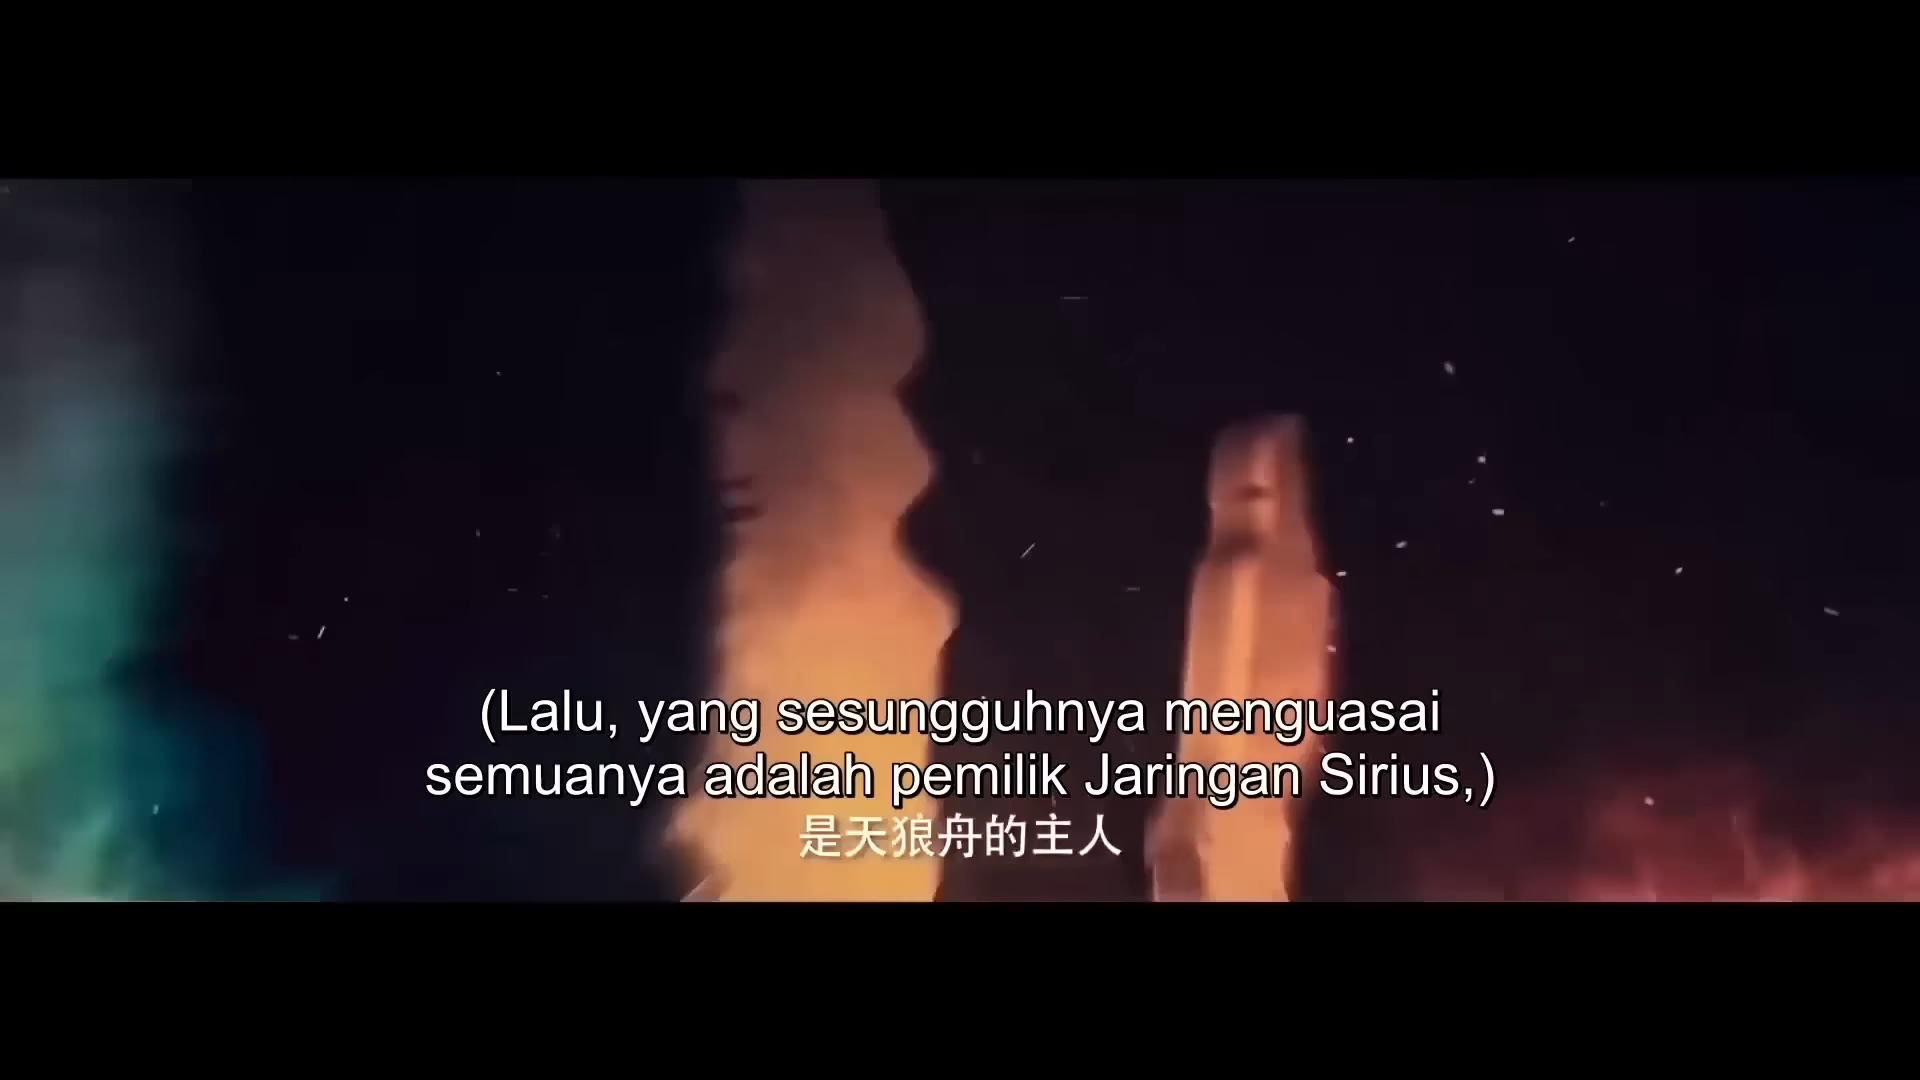 (Lalu, yang sesungguhnya menguasai
semuanya adalah pemilik Jaringan Sirius,)
是天狼舟的主人